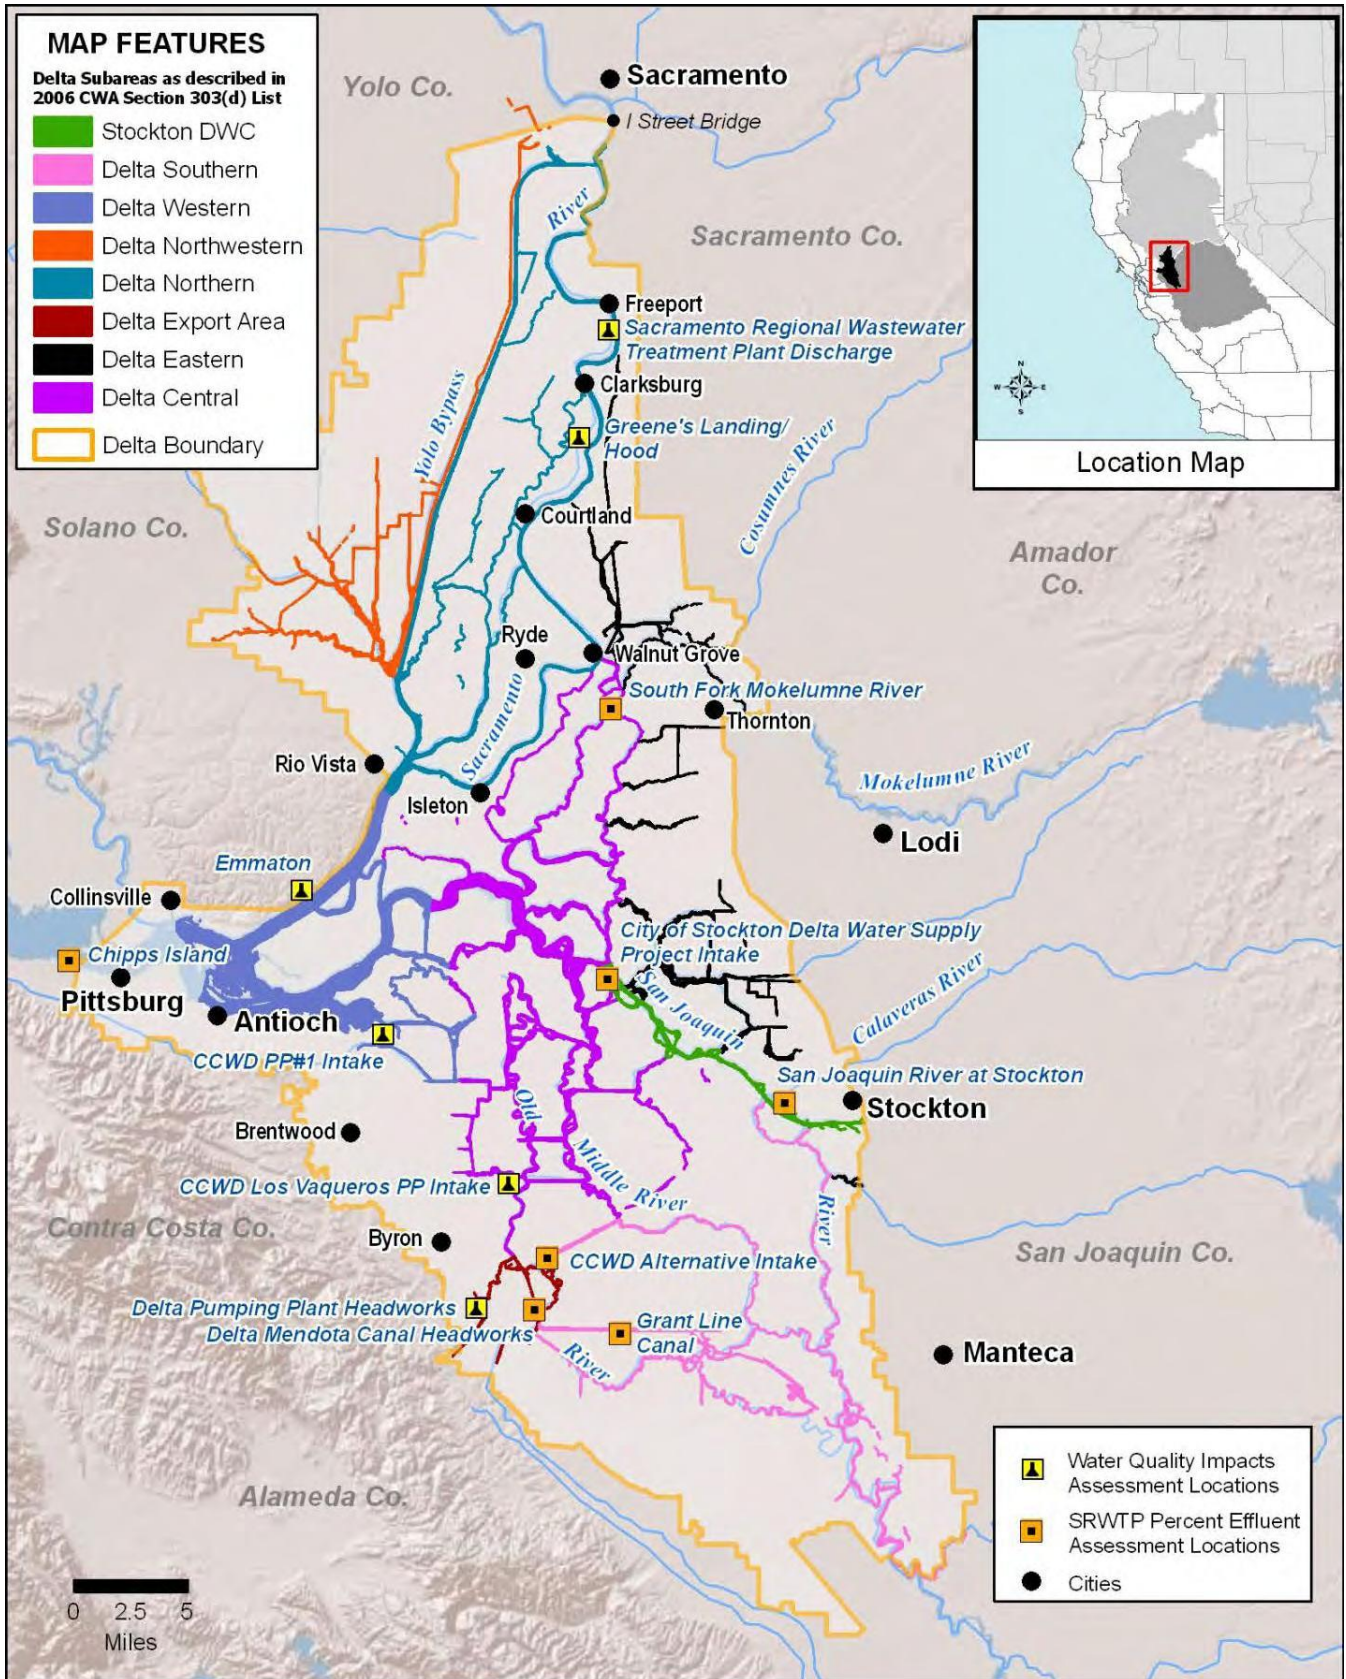 MAP FEATURES
Delta Subareas as described in
2006 CWA Section 303(d) List
Stockton DWC
Delta Southern
Delta Western
Delta Northwestern
Delta Northern
Delta Export Area
Delta Eastern
Delta Central
Delta Boundary
Yolo Co.
Sacramento
I Street Bridge
River
Sacramento Co.
Freeport
Sacramento Regional Wastewater
Treatment Plant Discharge
Clarksburg
Yolo Bypass
Greene's Landing/
Hood
Cosumnes River
Courtland
Solano Co.
Amador
Co.
N
W
E
S
Location Map
Ryde
Walnut Grove
South Fork Mokelumne River
Thornton
Sacramento
Rio Vista
Isleton
Mokelumne River
Lodi
Emmaton
Collinsville
City of Stockton Delta Water Supply
Project Intake
Chipps Island
Pittsburg
San Joaquin
Calaveras River
Antioch
CCWD PP#1 Intake
San Joaquin River at Stockton
Stockton
Old
Brentwood
Middle River
CCWD Los Vaqueros PP Intake
River
Contra Costa Co.
Byron
San Joaquin Co.
CCWD Alternative Intake
Delta Pumping Plant Headworks
Delta Mendota Canal Headworks
Grant Line
Canal
River
Manteca
Alameda Co.
Water Quality Impacts
Assessment Locations
SRWTP Percent Effluent
Assessment Locations
Cities
0 2.5 5
Miles